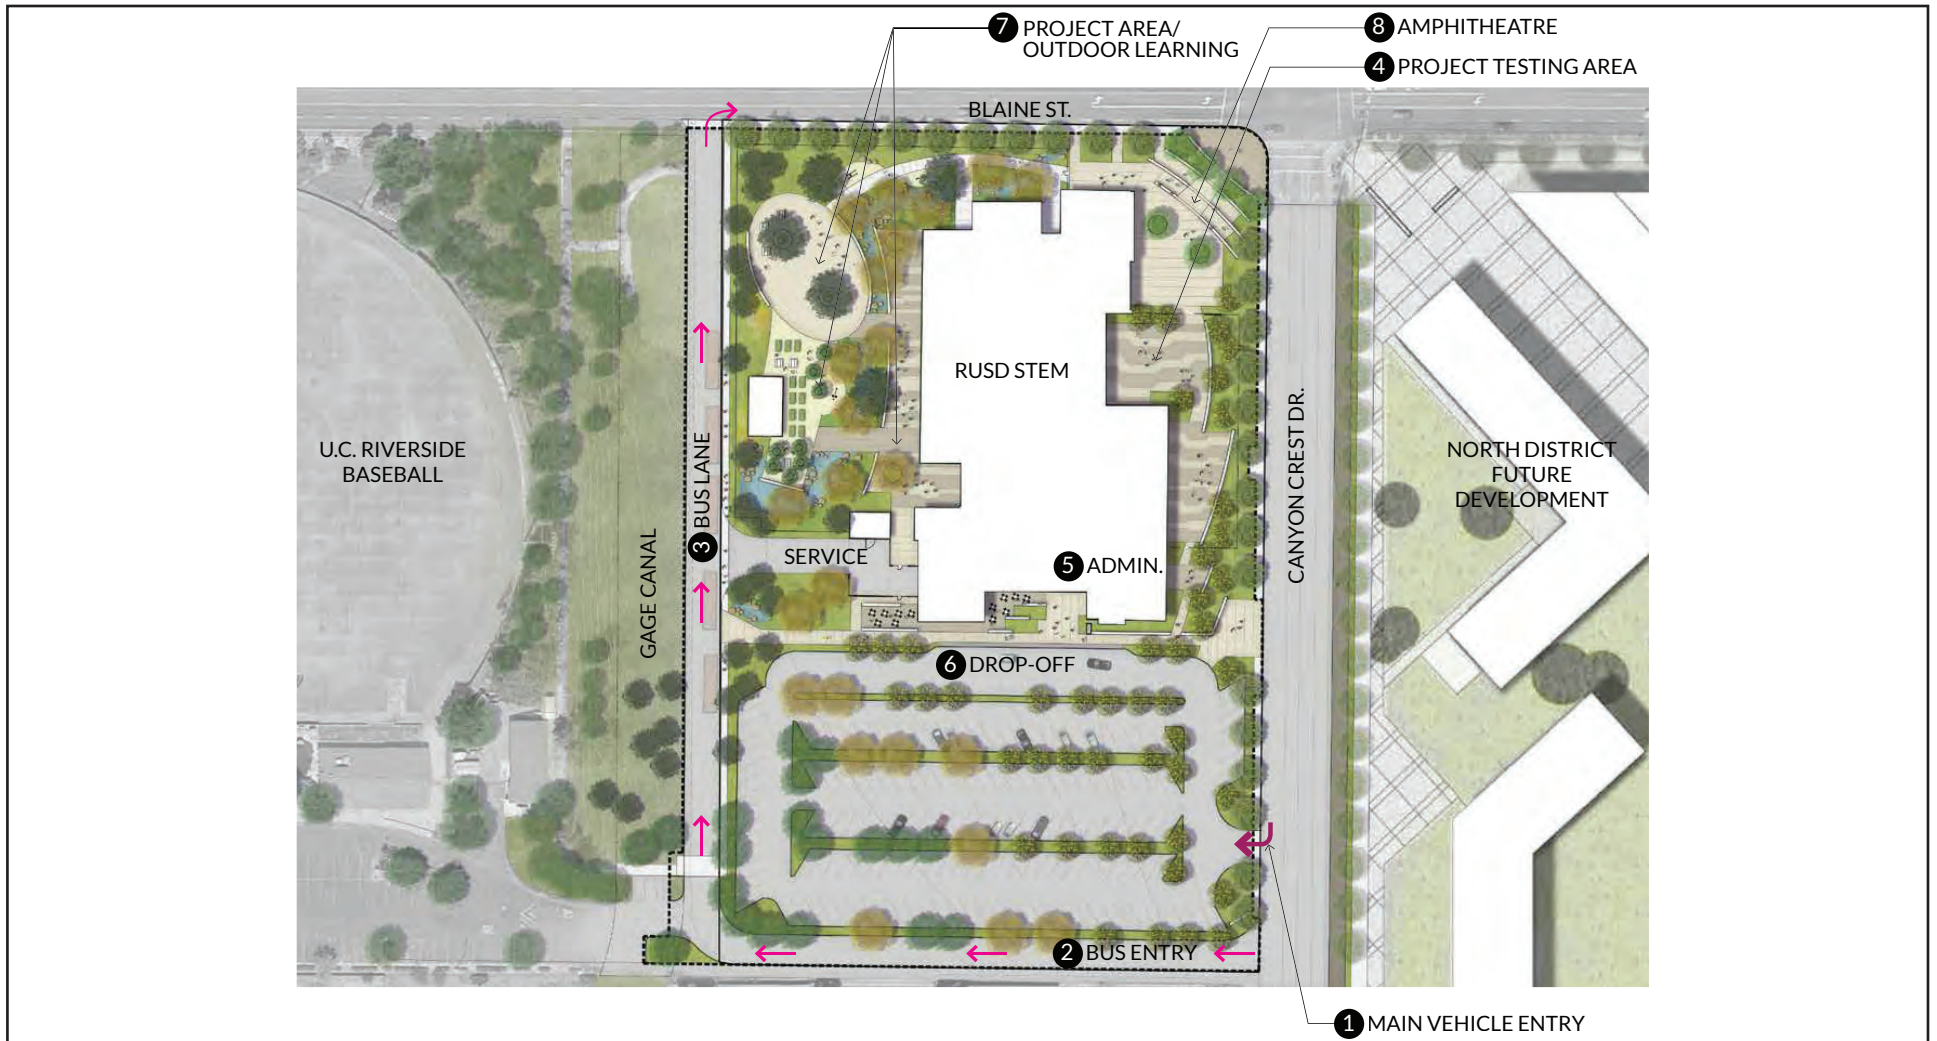 7 PROJECT AREA/
OUTDOOR LEARNING
8 AMPHITHEATRE
4 PROJECT TESTING AREA
BLAINE ST.
RUSD STEM
U.C. RIVERSIDE
BASEBALL
GAGE CANAL
3 BUS LANE
SERVICE
5 ADMIN.
CANYON CREST DR.
NORTH DISTRICT
FUTURE
DEVELOPMENT
6 DROP-OFF
2 BUS ENTRY
1 MAIN VEHICLE ENTRY